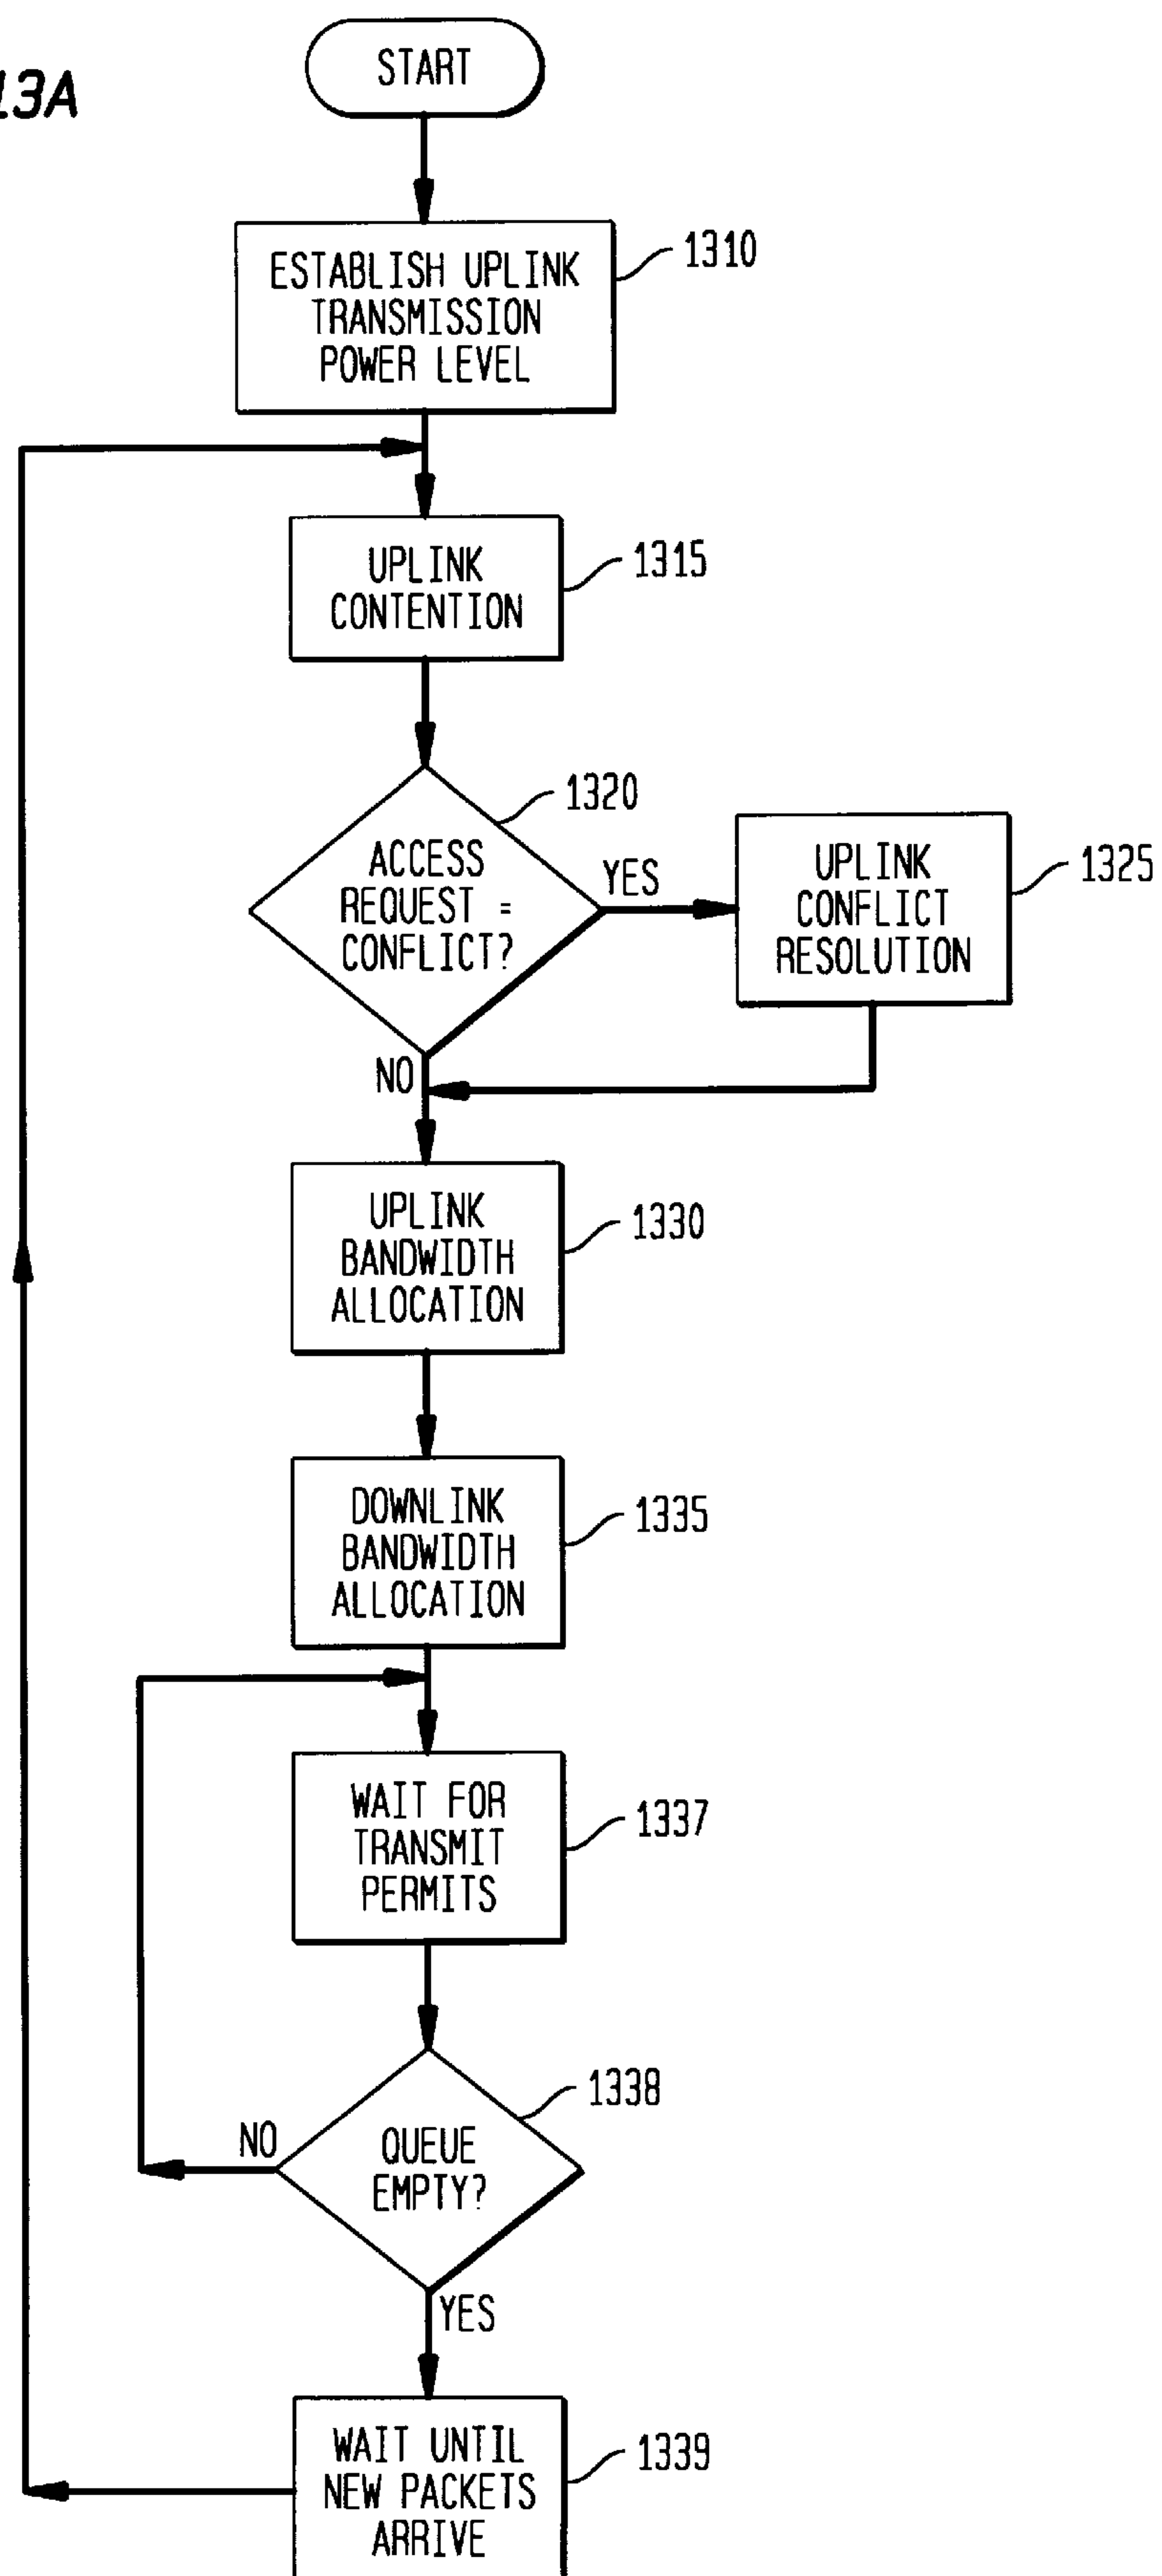 13A
START
ESTABLISH UPLINK
TRANSMISSION
POWER LEVEL
1310
UPLINK
CONTENTION
1315
1320
ACCESS
REQUEST =
CONFLICT?
YES
UPLINK
CONFLICT
RESOLUTION
1325
NO
UPLINK
BANDWIDTH
ALLOCATION
1330
DOWNLINK
BANDWIDTH
ALLOCATION
1335
WAIT FOR
TRANSMIT
PERMITS
1337
1338
NO
QUEUE
EMPTY?
YES
WAIT UNTIL
NEW PACKETS
ARRIVE
1339